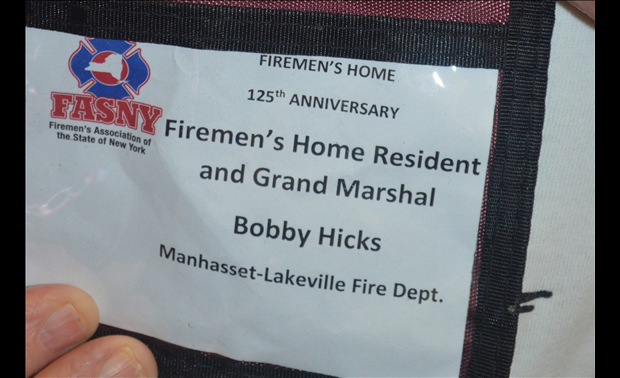 FIREMEN'S HOME
125th ANNIVERSARY
FASNY
Firemen's Association of
the State of New York
Firemen's Home Resident
and Grand Marshal
Bobby Hicks
Manhasset-Lakeville Fire Dept.